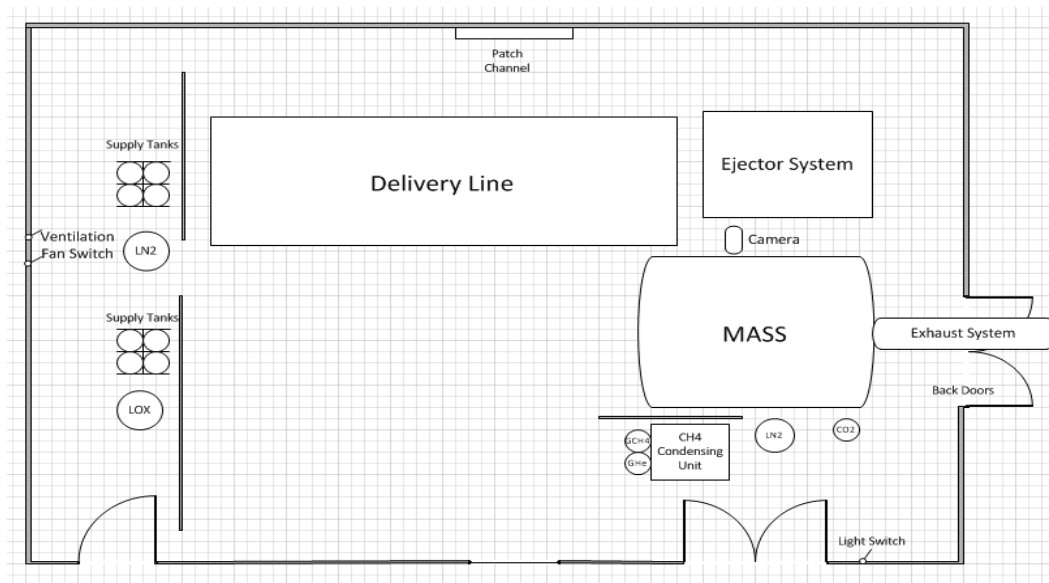 Patch
Channel
Supply Tanks
Delivery Line
Ejector System
Ventilation
Fan Switch
LN2
Camera
Supply Tanks
MASS
Exhaust System
Back Doors
LOX
GCH4
GHe
CH4
Condensing
Unit
LN2
CO2
Light Switch